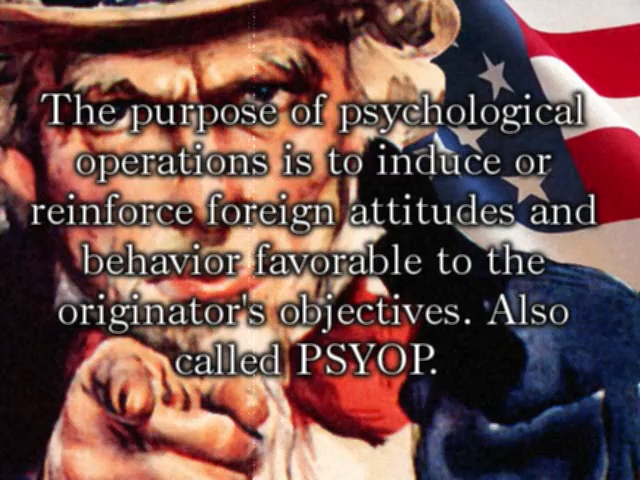 The purpose of psychological
operations is to induce or
reinforce foreign attitudes and
behavior favorable to the
originator's objectives. Also
called PSYOP.